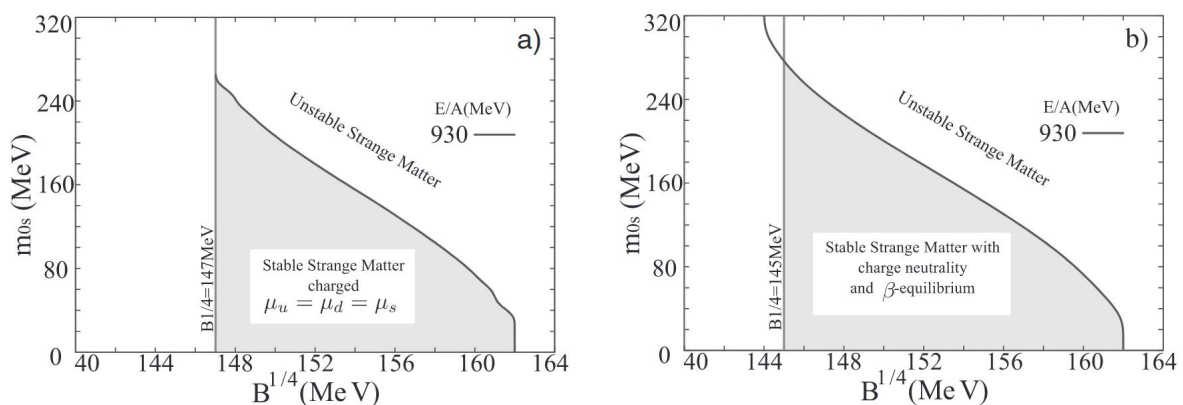 a)
320
240
160
80
0
m0s (MeV)
Unstable Strange Matter
E/A(MeV)
930
B1/4=147MeV
Stable Strange Matter
charged
μu = μd = μs
40 144 148 152 156 160 164
B^1/4(MeV)
b)
320
240
160
80
0
m0s (MeV)
Unstable Strange Matter
E/A(MeV)
930
B1/4=145MeV
Stable Strange Matter with
charge neutrality
and β-equilibrium
40 144 148 152 156 160 164
B^1/4(MeV)